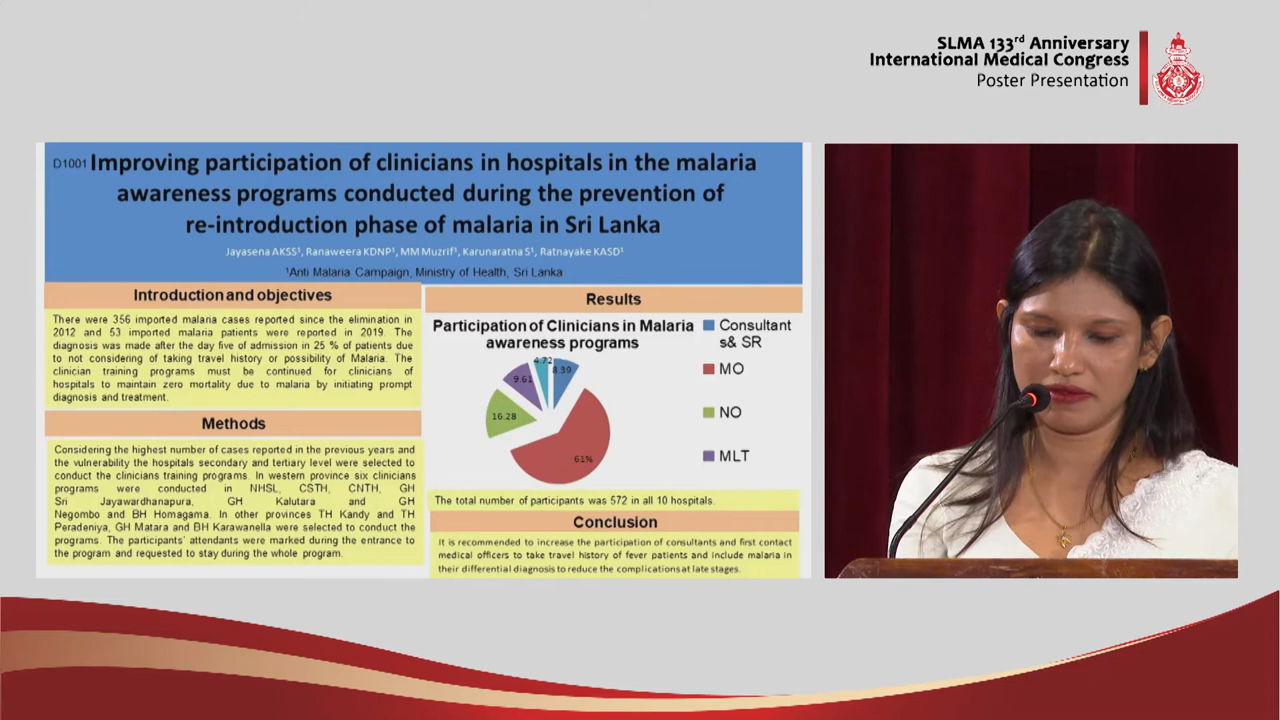 SLMA 133rd Anniversary
International Medical Congress
Poster Presentation
D1001 Improving participation of clinicians in hospitals in the malaria
awareness programs conducted during the prevention of
re-introduction phase of malaria in Sri Lanka
Jayasena AKSS¹, Ranaweera KDNP¹, MM Muzrif¹, Karunaratna S¹, Ratnayake KASD¹
¹Anti Malaria Campaign, Ministry of Health, Sri Lanka
Introduction and objectives
There were 356 imported malaria cases reported since the elimination in
2012 and 53 imported malaria patients were reported in 2019. The
diagnosis was made after the day five of admission in 25 % of patients due
to not considering of taking travel history or possibility of Malaria. The
clinician training programs must be continued for clinicians of
hospitals to maintain zero mortality due to malaria by initiating prompt
diagnosis and treatment.
Methods
Considering the highest number of cases reported in the previous years and
the vulnerability the hospitals secondary and tertiary level were selected to
conduct the clinicians training programs. In western province six clinicians
programs were conducted in NHSL, CSTH, CNTH, GH
Sri Jayawardhanapura, GH Kalutara and GH
Negombo and BH Homagama. In other provinces TH Kandy and TH
Peradeniya, GH Matara and BH Karawanella were selected to conduct the
programs. The participants' attendants were marked during the entrance to
the program and requested to stay during the whole program.
Results
Participation of Clinicians in Malaria
awareness programs
Consultant
s& SR
MO
NO
MLT
4.72
8.39
9.61
16.28
61%
The total number of participants was 572 in all 10 hospitals.
Conclusion
It is recommended to increase the participation of consultants and first contact
medical officers to take travel history of fever patients and include malaria in
their differential diagnosis to reduce the complications at late stages.